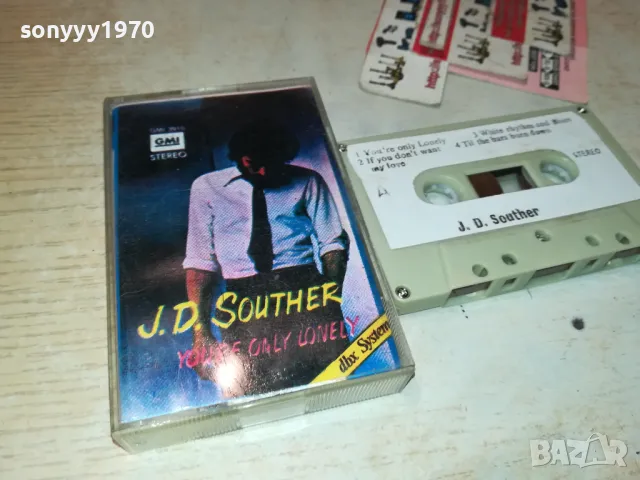 sonyyy1970
GMI
STEREO
J.D. SOUTHER
YOU'RE ONLY LONELY
dbx System
1 You're only Lonely
2 If you don't want
my love
3 White rhythm and Blues
4 Til the bars burn down
A
STEREO
J. D. Souther
BAZAR
bg